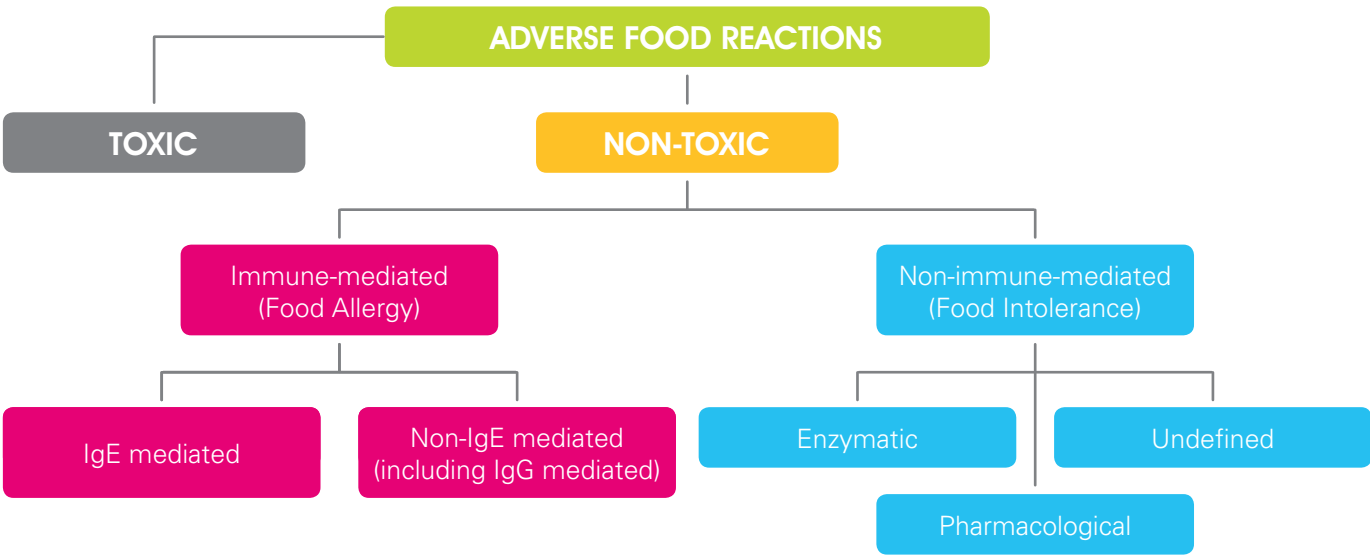 ADVERSE FOOD REACTIONS
TOXIC
NON-TOXIC
Immune-mediated
(Food Allergy)
Non-immune-mediated
(Food Intolerance)
IgE mediated
Non-IgE mediated
(including IgG mediated)
Enzymatic
Undefined
Pharmacological